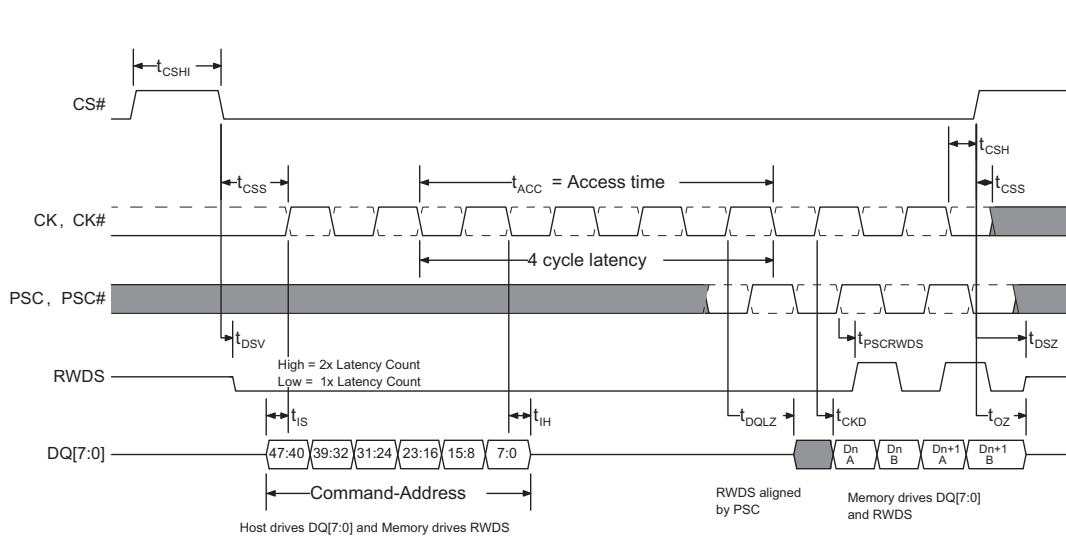 tCSHI
CS#
tCSH
tCSS
tACC = Access time
tCSS
CK, CK#
4 cycle latency
PSC, PSC#
tDSV
tPSCRWDS
tDSZ
High = 2x Latency Count
RWDS
Low = 1x Latency Count
tIS
tIH
tDQLZ
tCKD
tOZ
DQ[7:0]
47:40 39:32 31:24 23:16 15:8 7:0
Dn A
Dn B
Dn+1 A
Dn+1 B
Command-Address
RWDS aligned
by PSC
Memory drives DQ[7:0]
and RWDS
Host drives DQ[7:0] and Memory drives RWDS